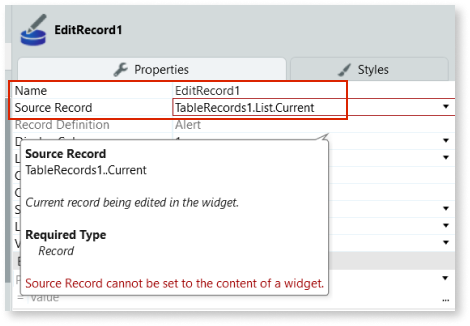 EditRecord1
Properties
Styles
Name EditRecord1
Source Record TableRecords1.List.Current
Record Definition Alert
Source Record
TableRecords1..Current
Current record being edited in the widget.
Required Type
Record
Source Record cannot be set to the content of a widget.
= Value ...